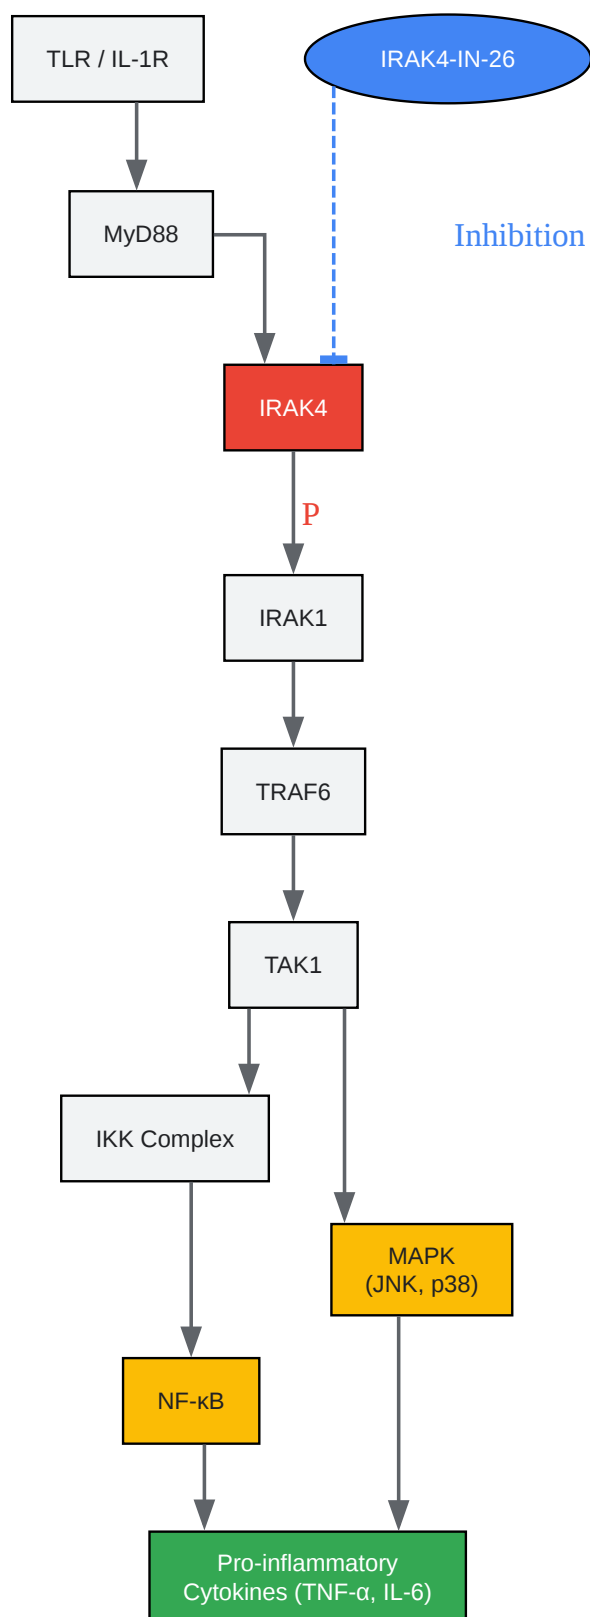 TLR / IL-1R
IRAK4-IN-26
MyD88
Inhibition
IRAK4
P
IRAK1
TRAF6
TAK1
IKK Complex
MAPK
(JNK, p38)
NF-κB
Pro-inflammatory
Cytokines (TNF-α, IL-6)